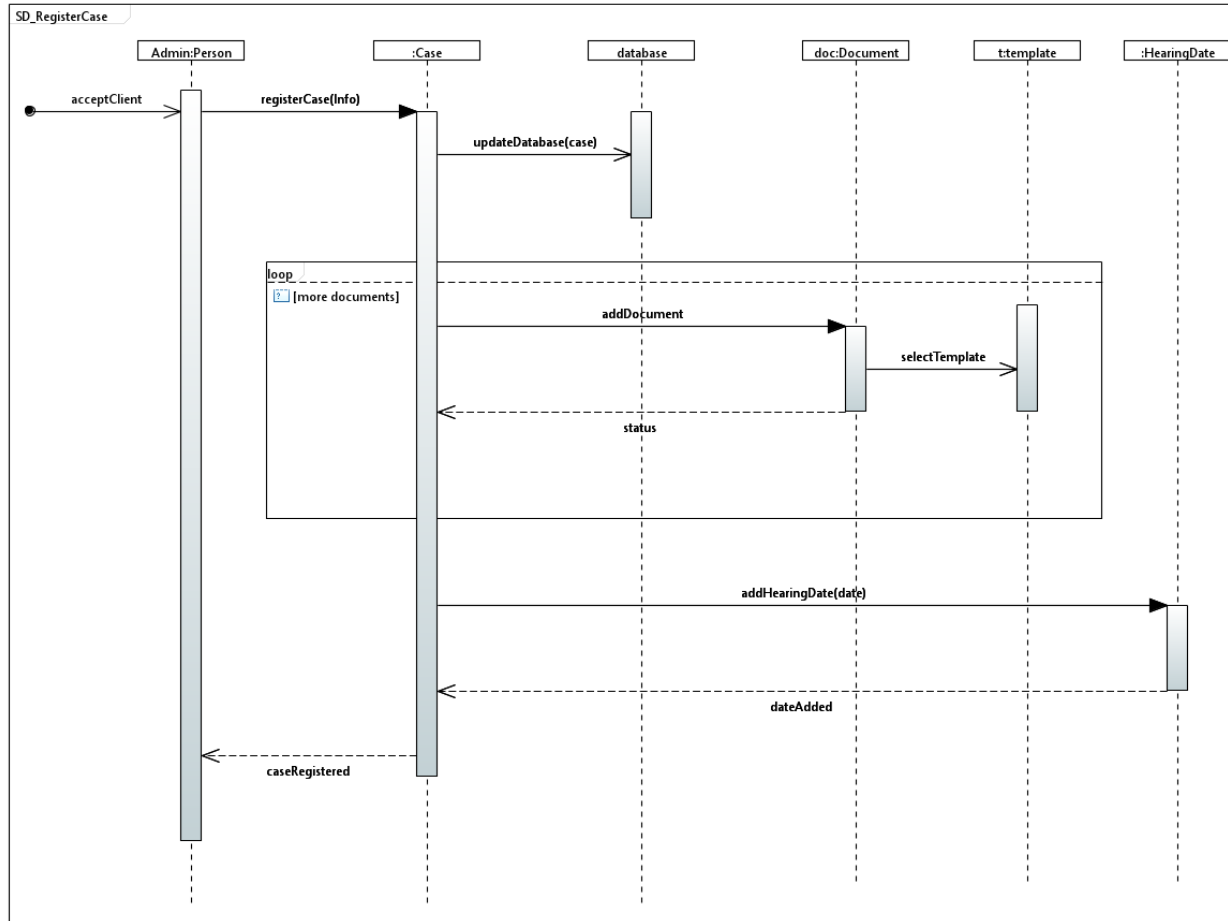 SD_RegisterCase
Admin:Person
:Case
database
doc:Document
t:template
:HearingDate
acceptClient
registerCase(Info)
updateDatabase(case)
loop
? [more documents]
addDocument
selectTemplate
status
addHearingDate(date)
dateAdded
caseRegistered